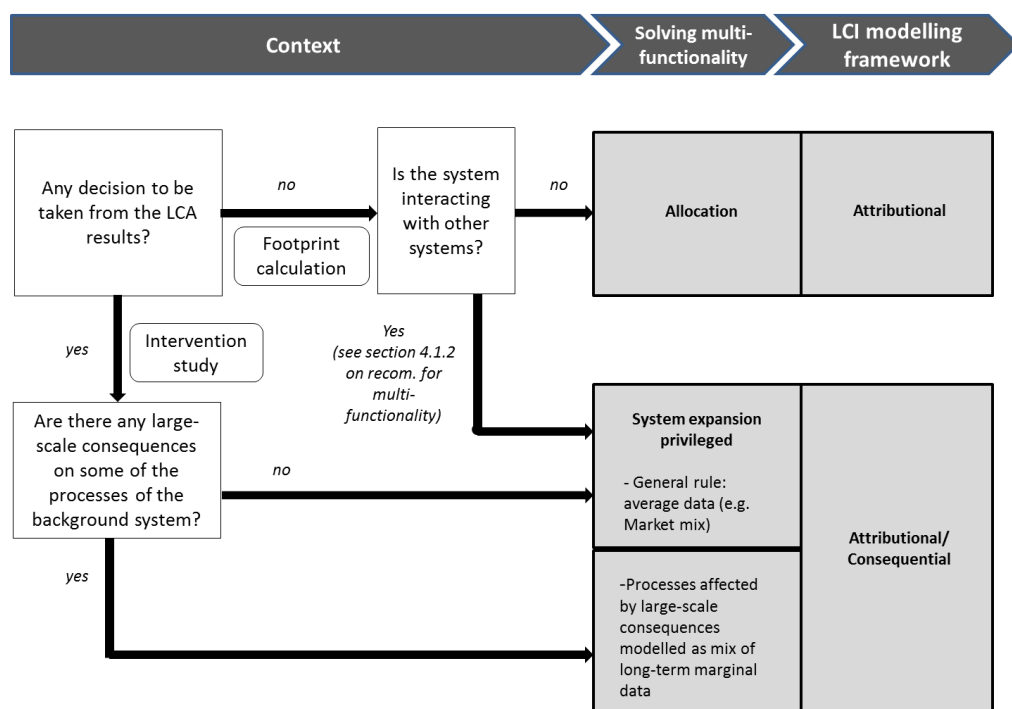 Context
Solving multi-
functionality
LCI modelling
framework
Any decision to be
taken from the LCA
results?
no
Footprint
calculation
Is the system
interacting
with other
systems?
no
Allocation
Attributional
yes
Intervention
study
Yes
(see section 4.1.2
on recom. for
multi-
functionality)
Are there any large-
scale consequences
on some of the
processes of the
background system?
no
System expansion
privileged
- General rule:
average data (e.g.
Market mix)
Attributional/
Consequential
yes
-Processes affected
by large-scale
consequences
modelled as mix of
long-term marginal
data